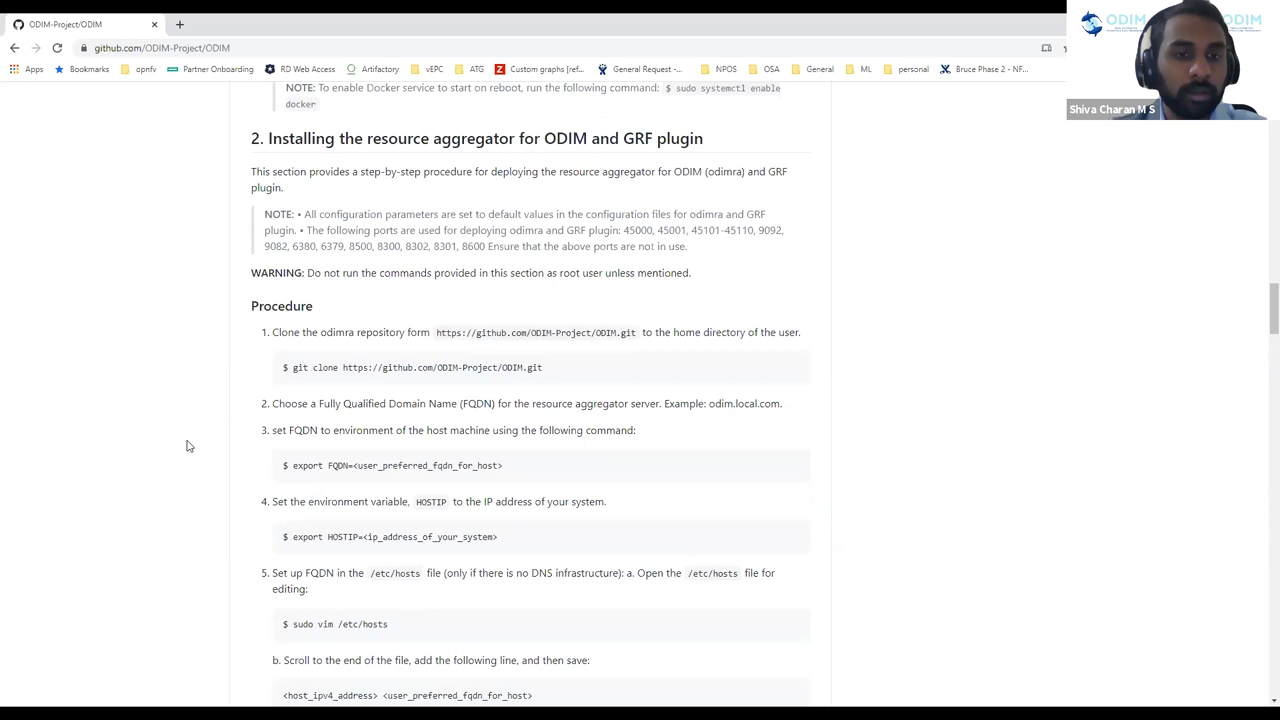 ODIM-Project/ODIM
github.com/ODIM-Project/ODIM
Apps Bookmarks opnfv Partner Onboarding RD Web Access Artifactory vEPC ATG Custom graphs [ref... General Request -... NPOS OSA General ML personal Bruce Phase 2 - NF...
ODIM
ODIM
Shiva Charan M S
NOTE: To enable Docker service to start on reboot, run the following command: $ sudo systemctl enable
docker
2. Installing the resource aggregator for ODIM and GRF plugin
This section provides a step-by-step procedure for deploying the resource aggregator for ODIM (odimra) and GRF
plugin.
NOTE: • All configuration parameters are set to default values in the configuration files for odimra and GRF
plugin. • The following ports are used for deploying odimra and GRF plugin: 45000, 45001, 45101-45110, 9092,
9082, 6380, 6379, 8500, 8300, 8302, 8301, 8600 Ensure that the above ports are not in use.
WARNING: Do not run the commands provided in this section as root user unless mentioned.
Procedure
1. Clone the odimra repository form https://github.com/ODIM-Project/ODIM.git to the home directory of the user.
$ git clone https://github.com/ODIM-Project/ODIM.git
2. Choose a Fully Qualified Domain Name (FQDN) for the resource aggregator server. Example: odim.local.com.
3. set FQDN to environment of the host machine using the following command:
$ export FQDN=<user_preferred_fqdn_for_host>
4. Set the environment variable, HOSTIP to the IP address of your system.
$ export HOSTIP=<ip_address_of_your_system>
5. Set up FQDN in the /etc/hosts file (only if there is no DNS infrastructure): a. Open the /etc/hosts file for
editing:
$ sudo vim /etc/hosts
b. Scroll to the end of the file, add the following line, and then save:
<host_ipv4_address> <user_preferred_fqdn_for_host>